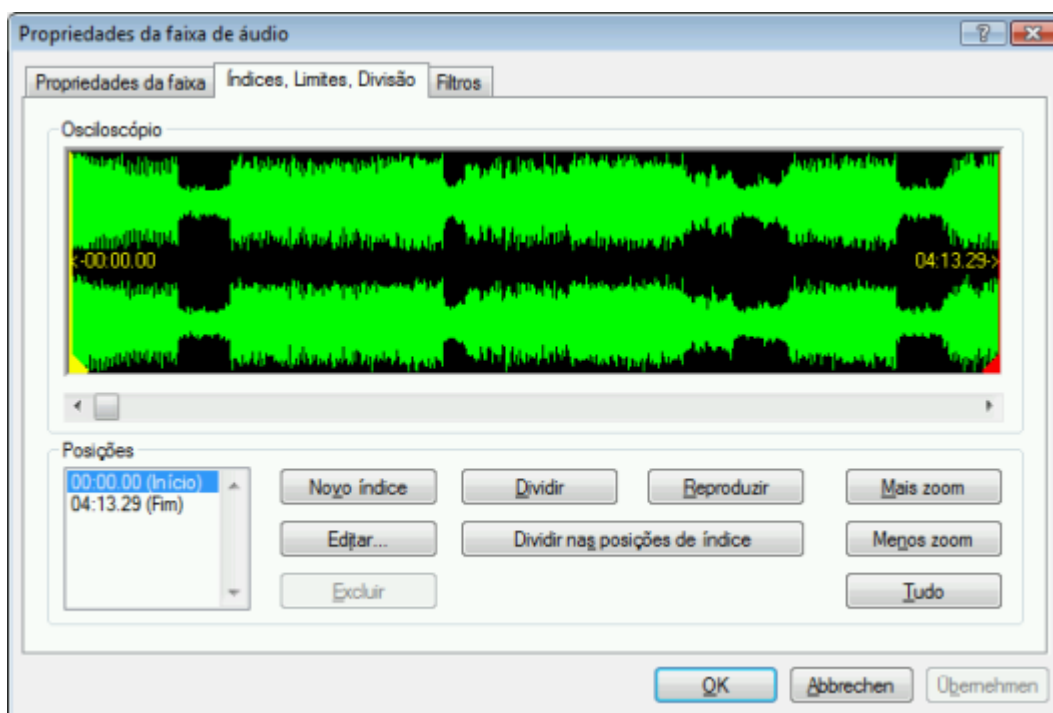 Propriedades da faixa de áudio
Propriedades da faixa Índices, Limites, Divisão Filtros
Osciloscópio
<-00:00.00 04:13.29->
Posições
00:00.00 (Início)
04:13.29 (Fim)
Novo índice Dividir Reproduzir Mais zoom
Editar... Dividir nas posições de índice Menos zoom
Excluir Tudo
OK Abbrechen Übernehmen